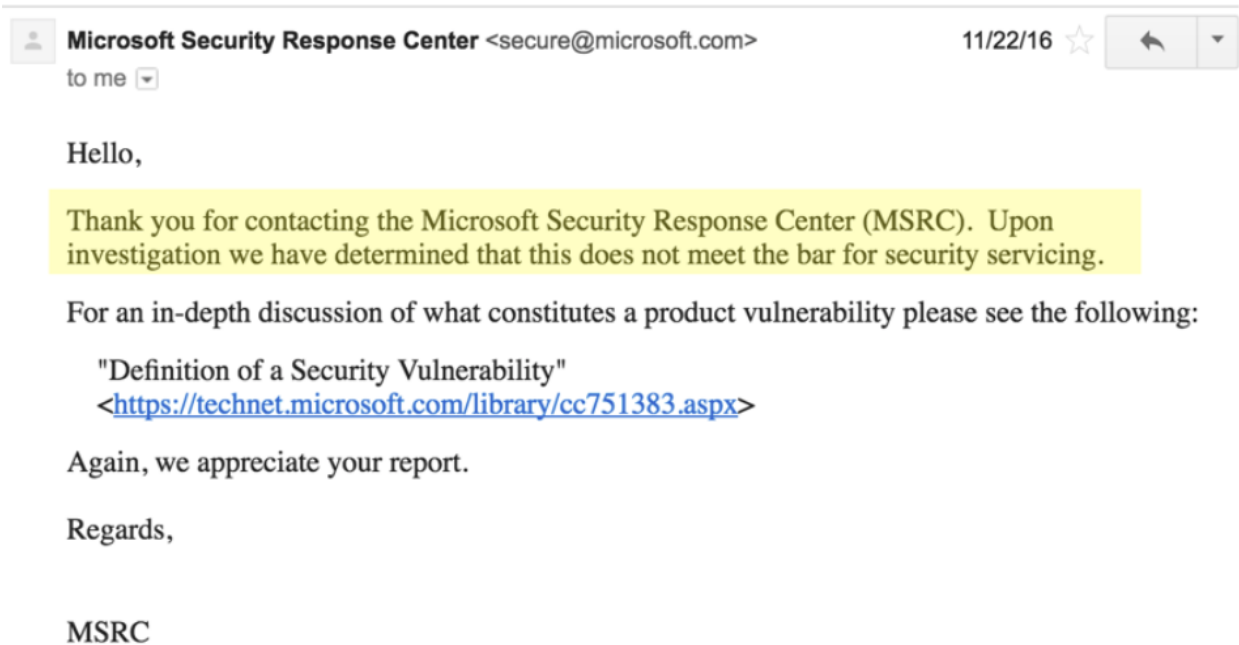 Microsoft Security Response Center <secure@microsoft.com> 11/22/16
to me
Hello,
Thank you for contacting the Microsoft Security Response Center (MSRC).  Upon
investigation we have determined that this does not meet the bar for security servicing.
For an in-depth discussion of what constitutes a product vulnerability please see the following:
"Definition of a Security Vulnerability"
<https://technet.microsoft.com/library/cc751383.aspx>
Again, we appreciate your report.
Regards,
MSRC